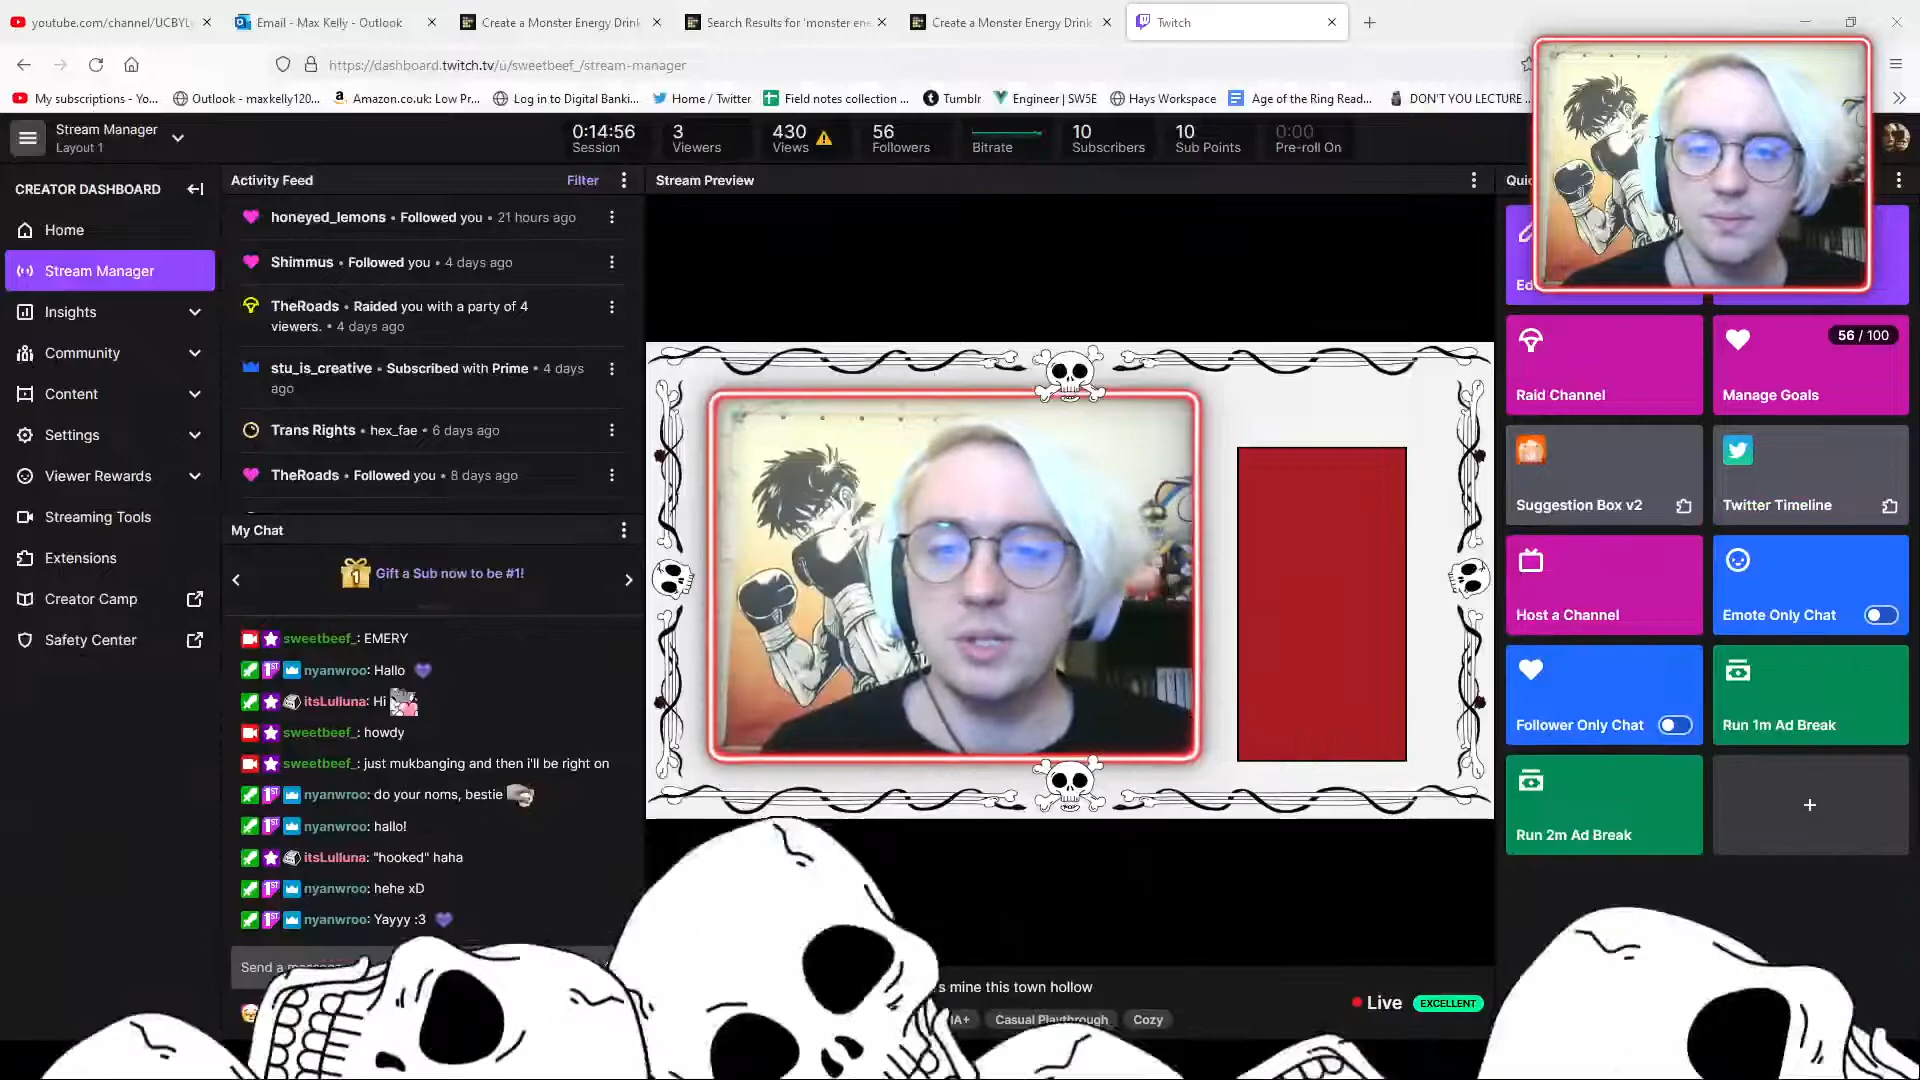 youtube.com/channel/UCBYL
Email - Max Kelly - Outlook
Create a Monster Energy Drink
Search Results for 'monster ene
Create a Monster Energy Drink
Twitch
https://dashboard.twitch.tv/u/sweetbeef_/stream-manager
My subscriptions - Yo...
Outlook - maxkelly120...
Amazon.co.uk: Low Pr...
Log in to Digital Banki...
Home / Twitter
Field notes collection ...
Tumblr
Engineer | SW5E
Hays Workspace
Age of the Ring Read...
DON'T YOU LECTURE ...
Stream Manager
Layout 1
0:14:56
Session
3
Viewers
430
Views
56
Followers
Bitrate
10
Subscribers
10
Sub Points
0:00
Pre-roll On
CREATOR DASHBOARD
Home
Stream Manager
Insights
Community
Content
Settings
Viewer Rewards
Streaming Tools
Extensions
Creator Camp
Safety Center
Activity Feed
Filter
honeyed_lemons • Followed you • 21 hours ago
Shimmus • Followed you • 4 days ago
TheRoads • Raided you with a party of 4
viewers. • 4 days ago
stu_is_creative • Subscribed with Prime • 4 days
ago
Trans Rights • hex_fae • 6 days ago
TheRoads • Followed you • 8 days ago
My Chat
1
Gift a Sub now to be #1!
sweetbeef_: EMERY
nyanwroo: Hallo
itsLulluna: Hi
sweetbeef_: howdy
sweetbeef_: just mukbanging and then i'll be right on
nyanwroo: do your noms, bestie
nyanwroo: hallo!
itsLulluna: "hooked" haha
nyanwroo: hehe xD
nyanwroo: Yayyy :3
Send a
Stream Preview
s mine this town hollow
IA+
Casual Playthrough
Cozy
Live
EXCELLENT
Quic
Ed
Raid Channel
56 / 100
Manage Goals
Suggestion Box v2
Twitter Timeline
Host a Channel
Emote Only Chat
Follower Only Chat
Run 1m Ad Break
Run 2m Ad Break